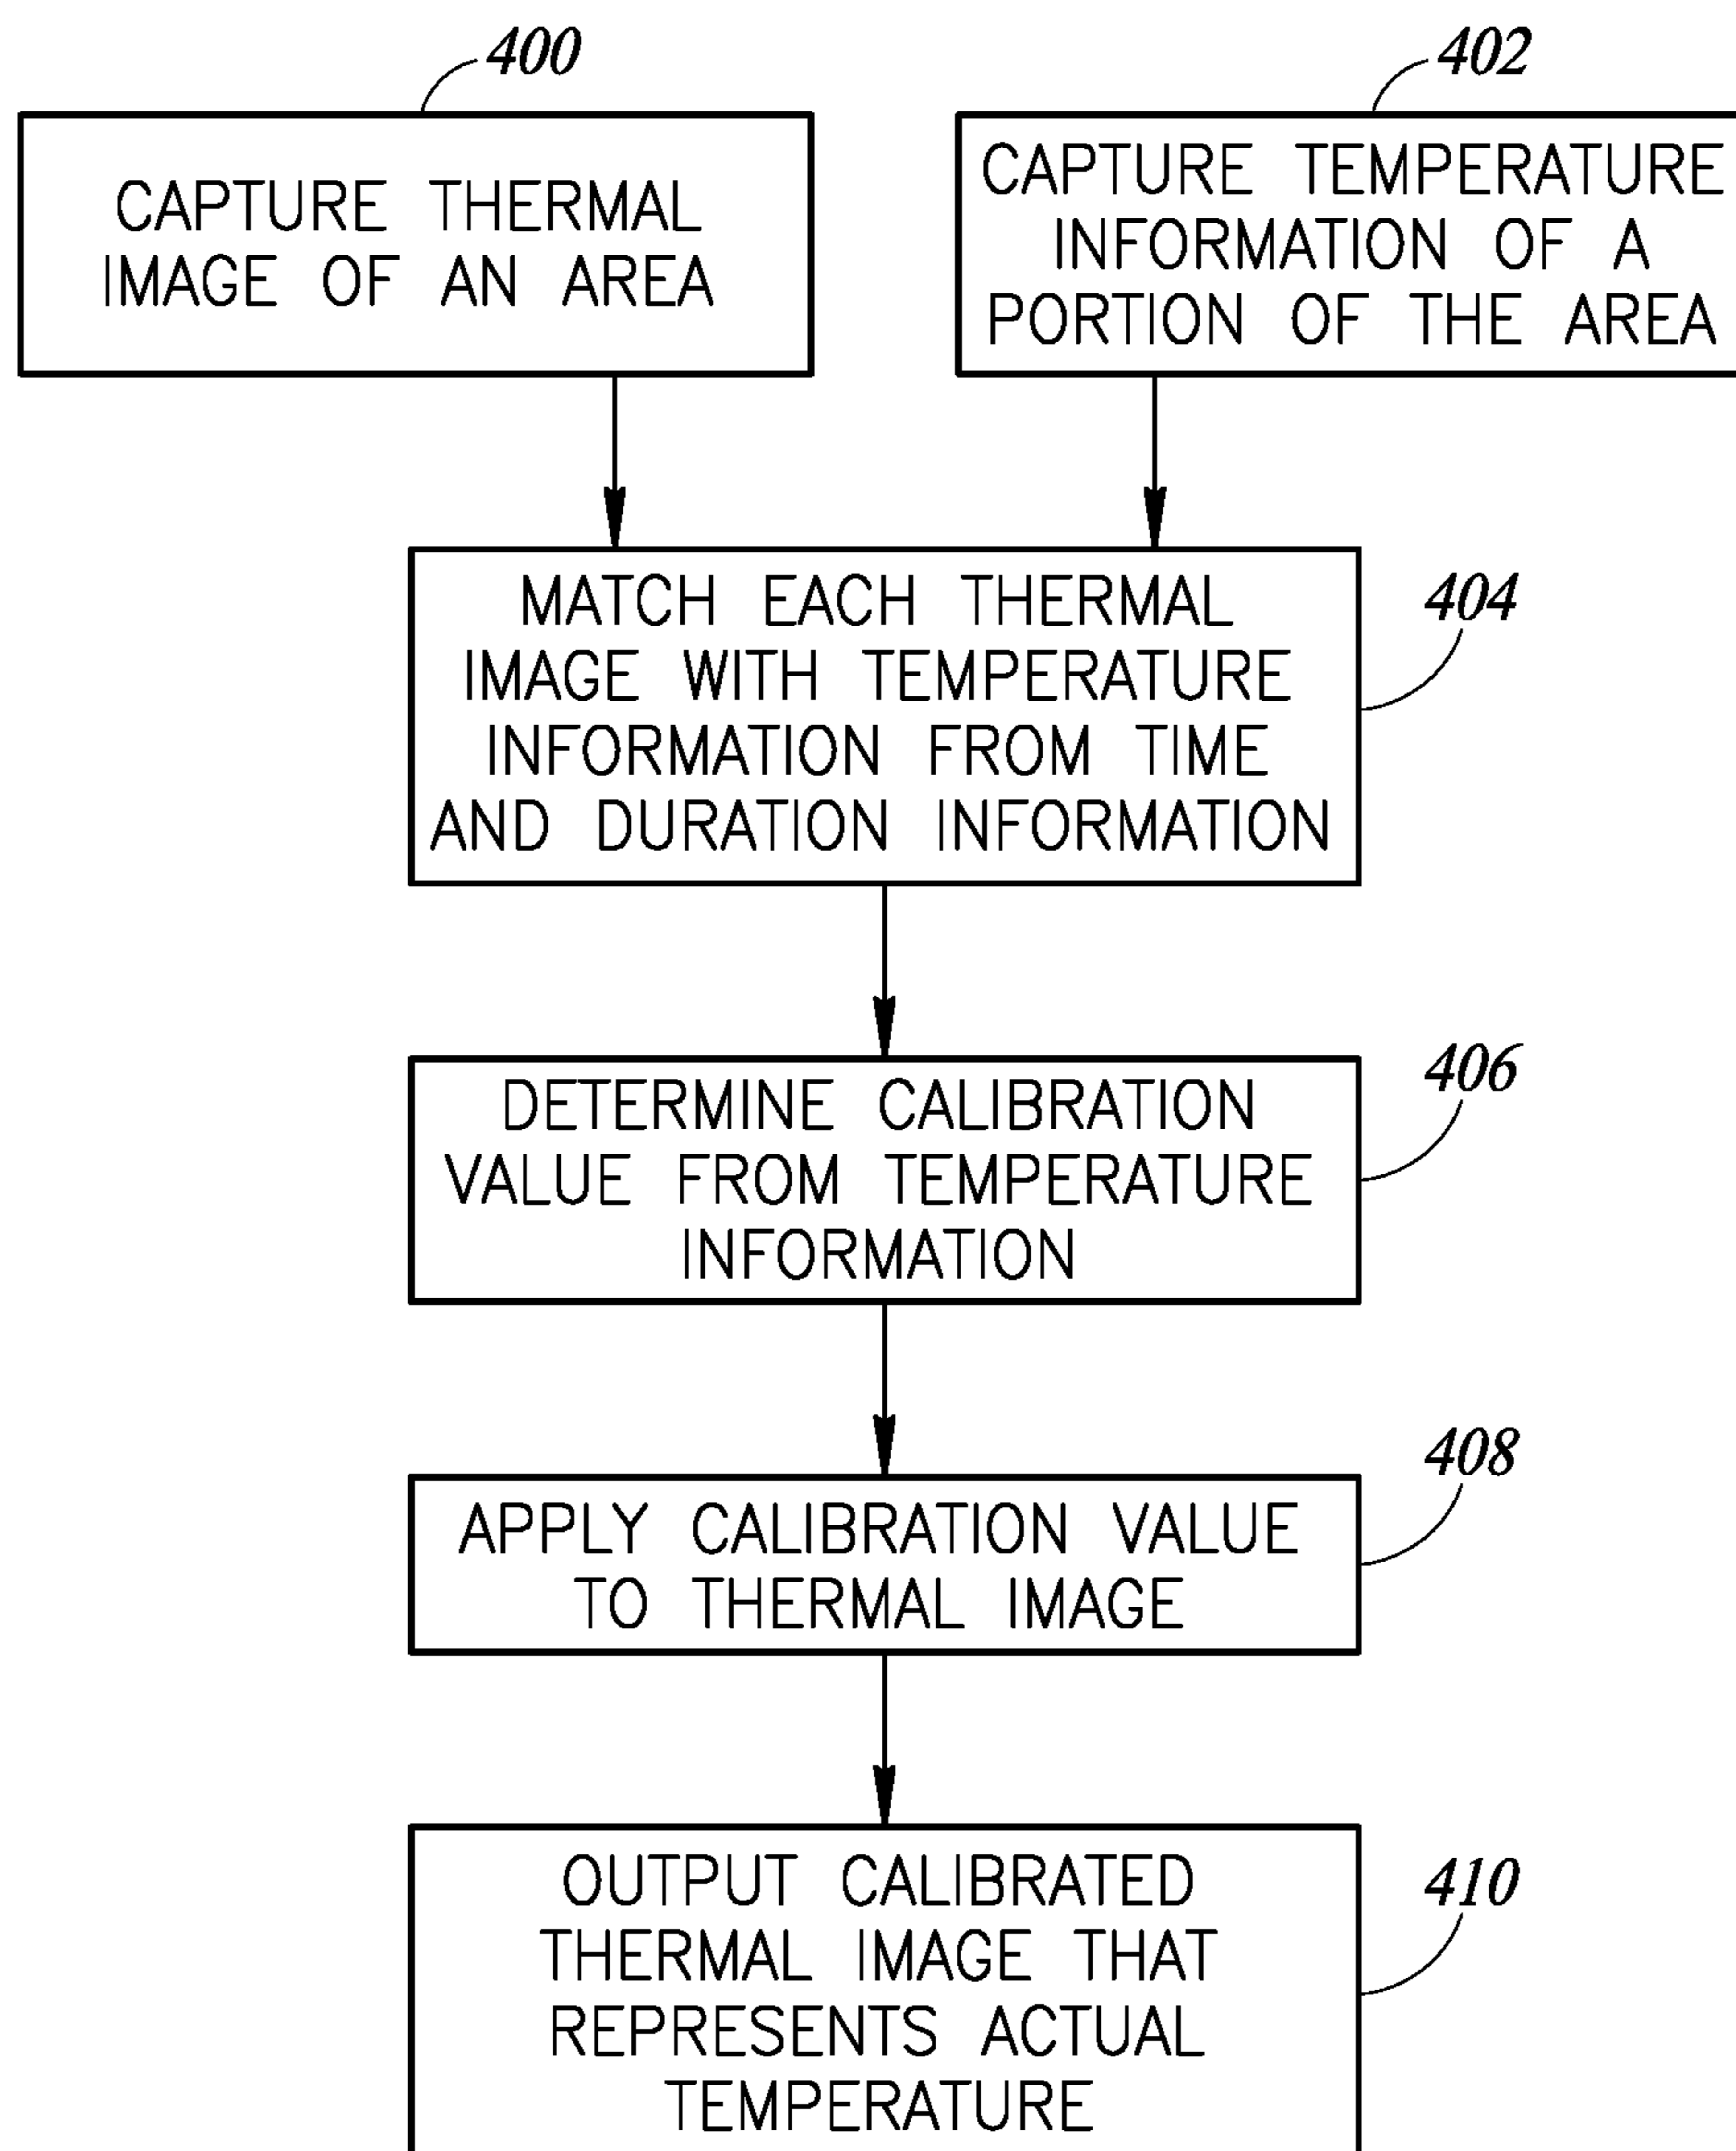 400
CAPTURE THERMAL
IMAGE OF AN AREA
402
CAPTURE TEMPERATURE
INFORMATION OF A
PORTION OF THE AREA
MATCH EACH THERMAL
IMAGE WITH TEMPERATURE
INFORMATION FROM TIME
AND DURATION INFORMATION
404
DETERMINE CALIBRATION
VALUE FROM TEMPERATURE
INFORMATION
406
APPLY CALIBRATION VALUE
TO THERMAL IMAGE
408
OUTPUT CALIBRATED
THERMAL IMAGE THAT
REPRESENTS ACTUAL
TEMPERATURE
410